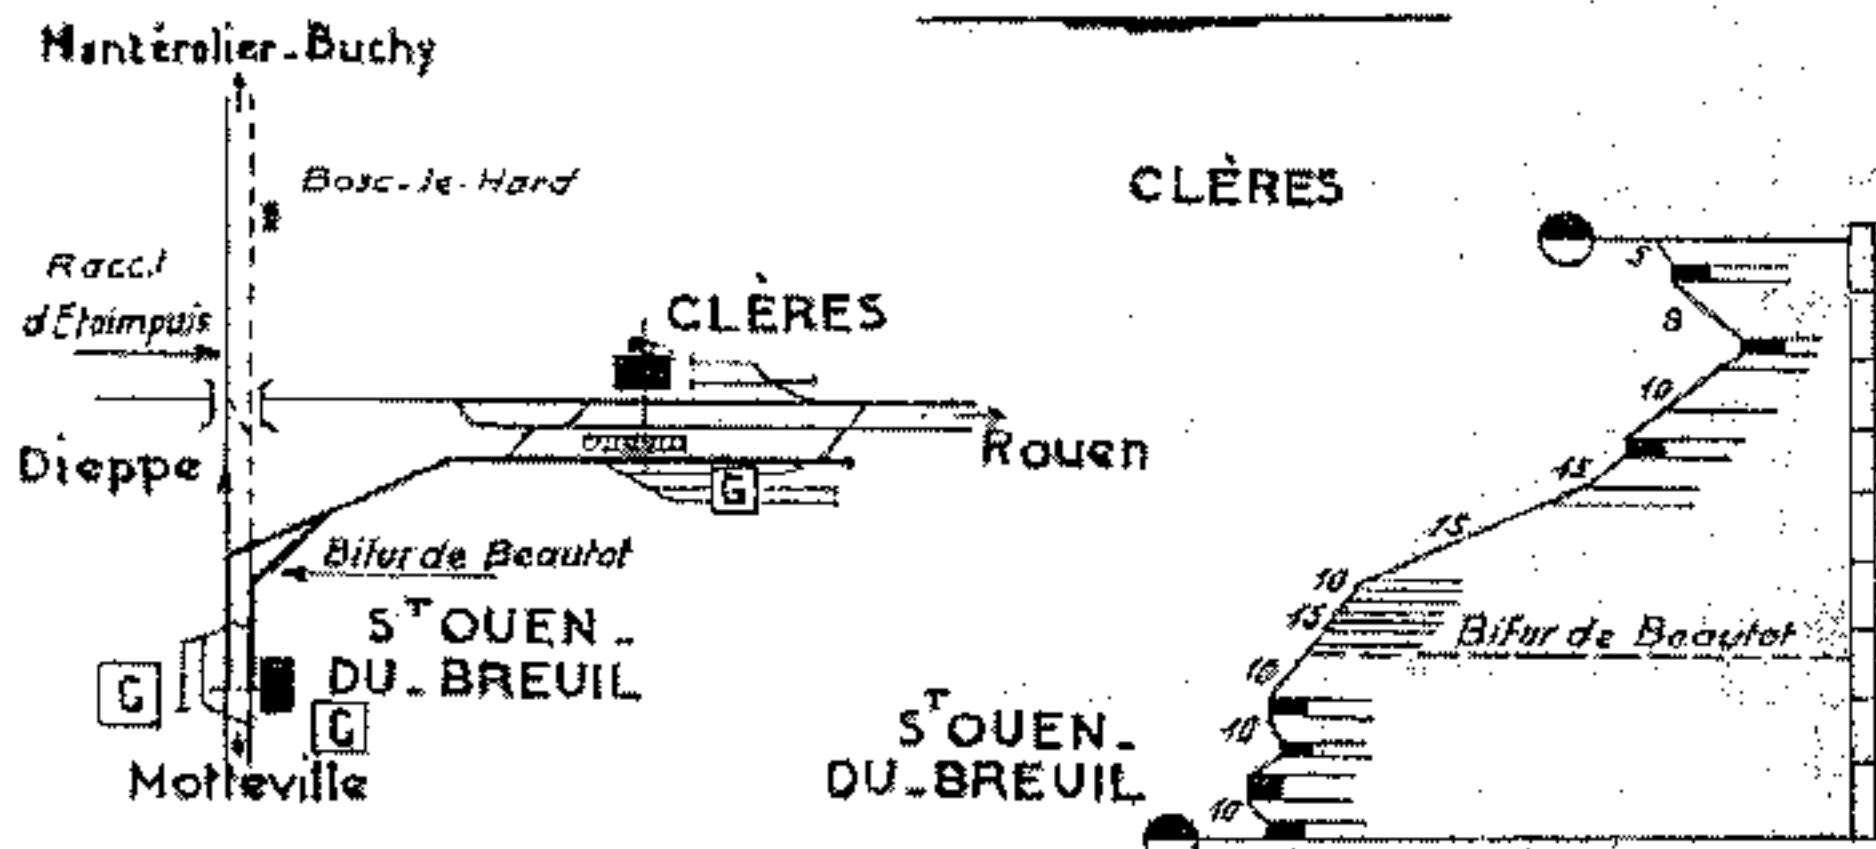 Montérolier-Buchy
Bosc-le-Hard
Racc.t
d'Etaimpuis
CLÈRES
Dieppe
Rouen
G
Bifur de Beautot
ST OUEN-
DU-BREUIL
G
G
Motteville
CLÈRES
5
8
10
15
15
10
15
Bifur de Beautot
10
10
ST OUEN-
DU-BREUIL
10